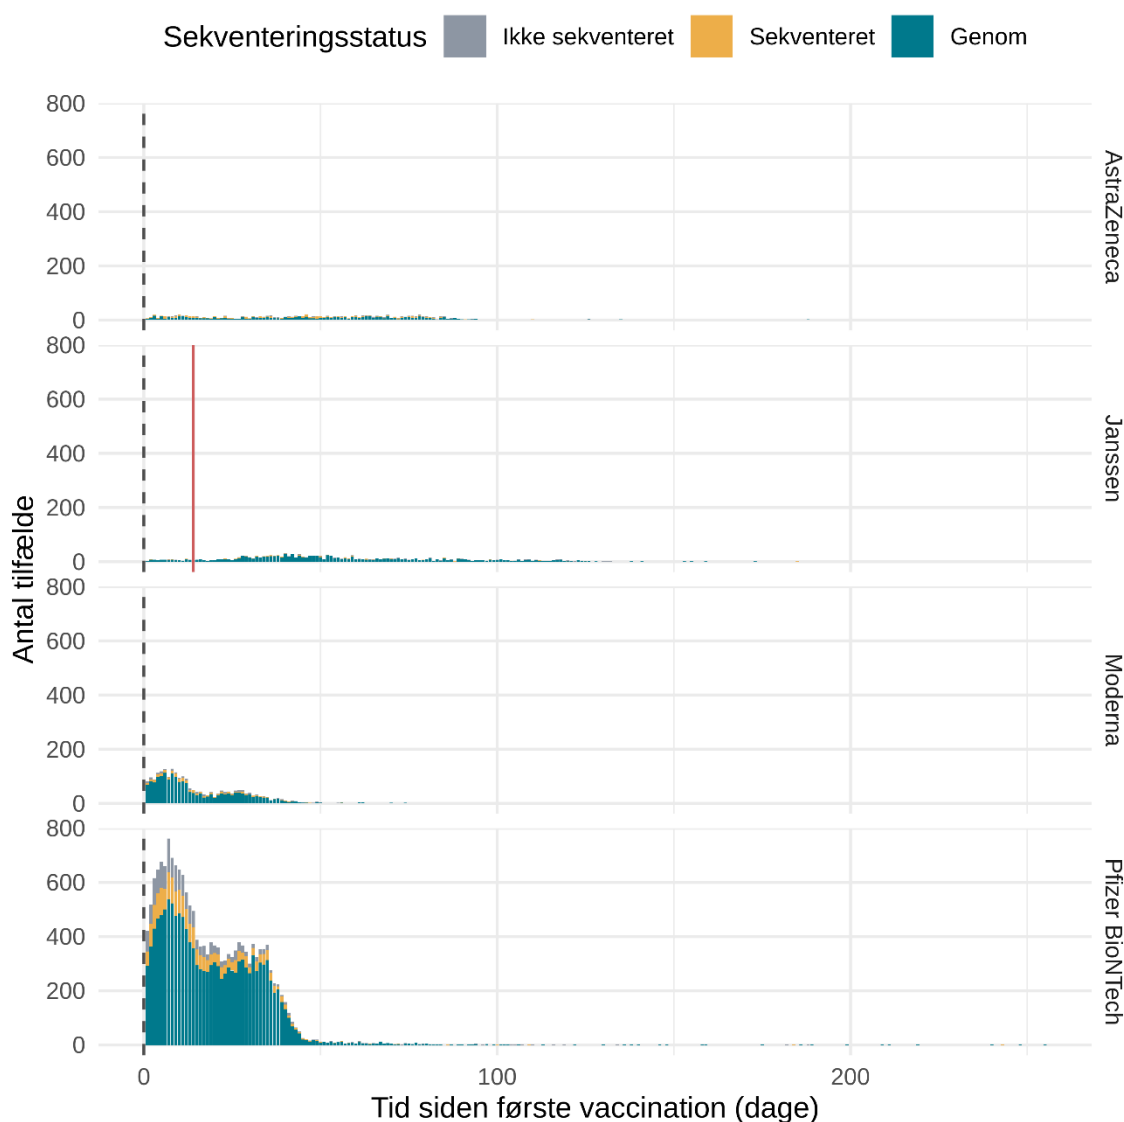 Sekventeringsstatus Ikke sekventeret Sekventeret Genom
Antal tilfælde
800
600
400
200
0
AstraZeneca
800
600
400
200
0
Janssen
800
600
400
200
0
Moderna
800
600
400
200
0
Pfizer BioNTech
0 100 200
Tid siden første vaccination (dage)